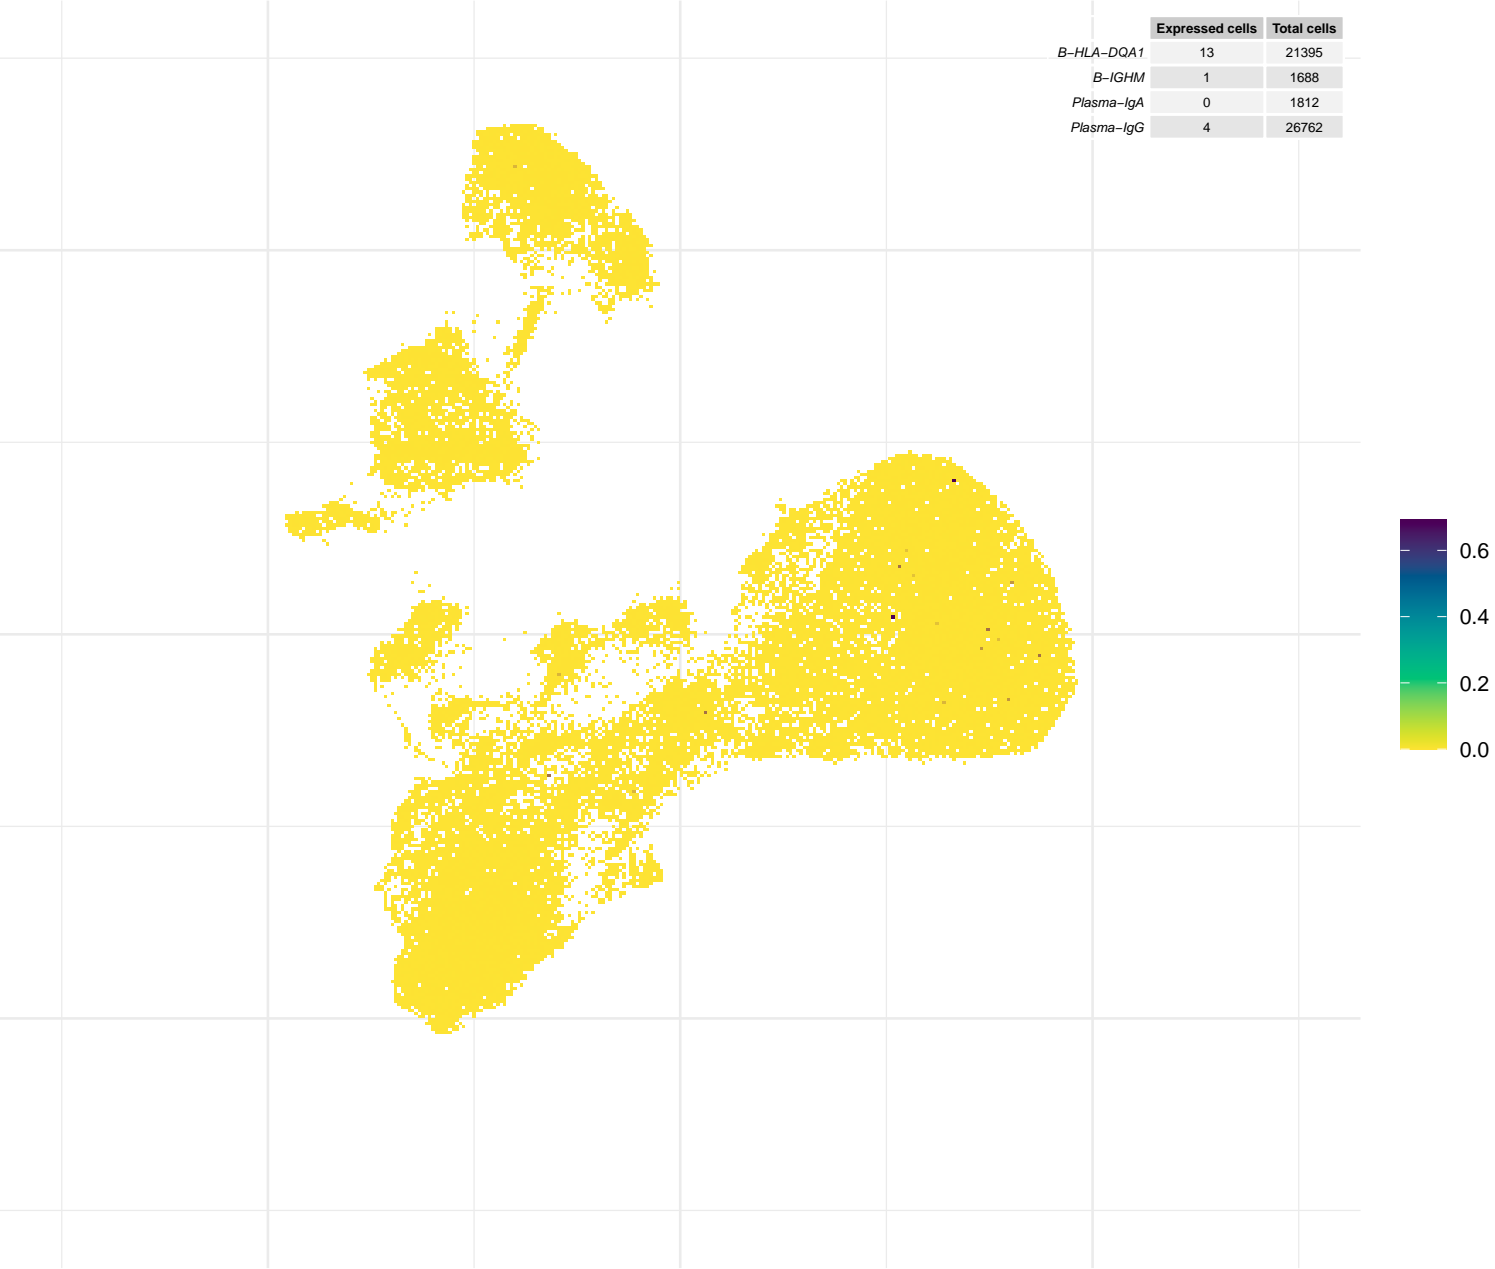 Expressed cells Total cells
B−HLA−DQA1 13 21395
B−IGHM 1 1688
Plasma−IgA 0 1812
Plasma−IgG 4 26762
0.6
0.4
0.2
0.0